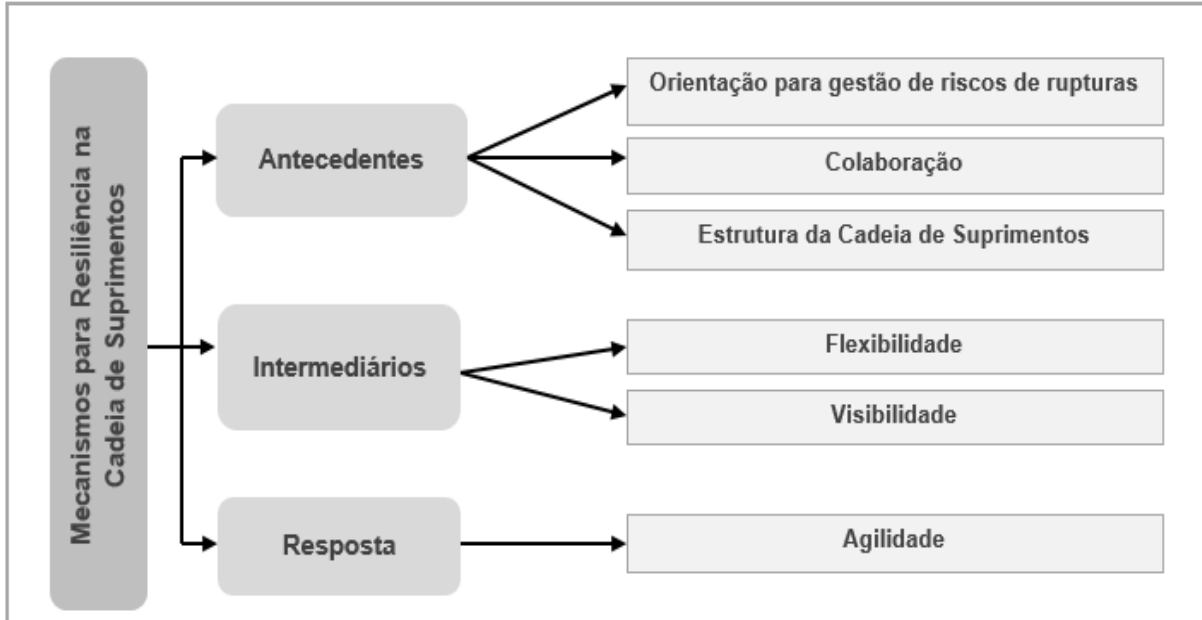 Mecanismos para Resiliência na
Cadeia de Suprimentos
Antecedentes
Orientação para gestão de riscos de rupturas
Colaboração
Estrutura da Cadeia de Suprimentos
Intermediários
Flexibilidade
Visibilidade
Resposta
Agilidade